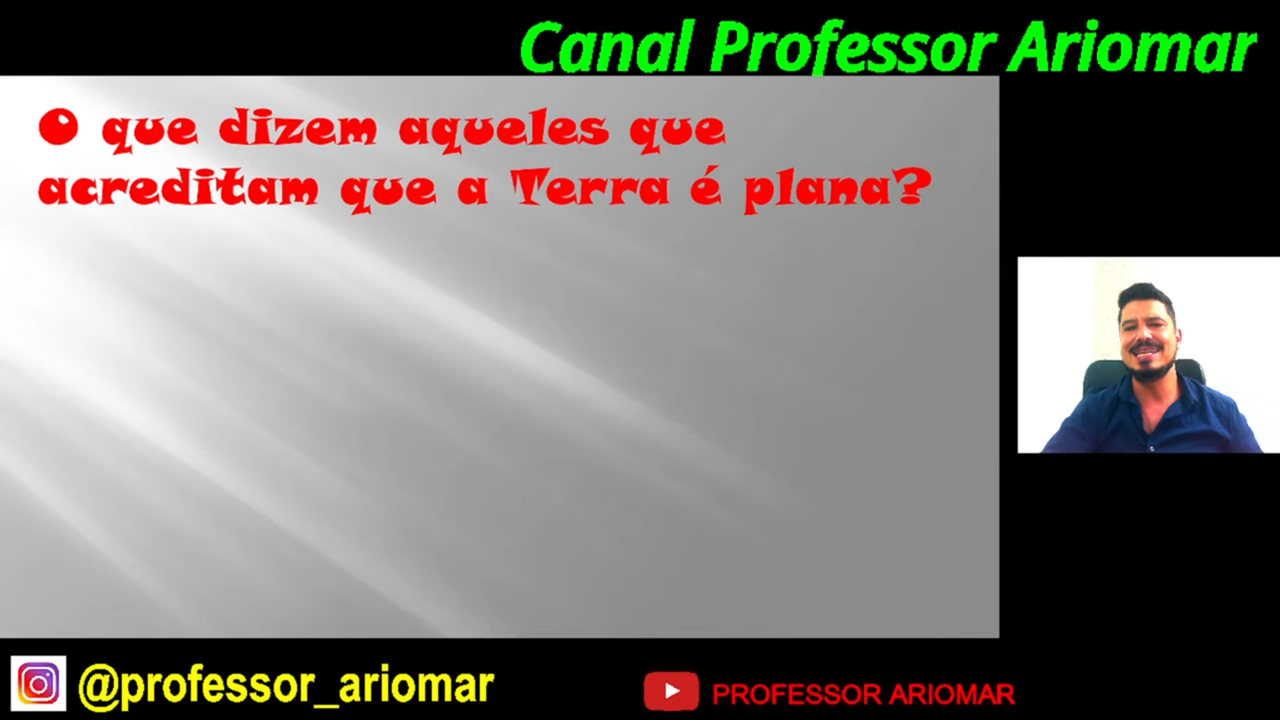 Canal Professor Ariomar
O que dizem aqueles que
acreditam que a Terra é plana?
@professor_ariomar
PROFESSOR ARIOMAR